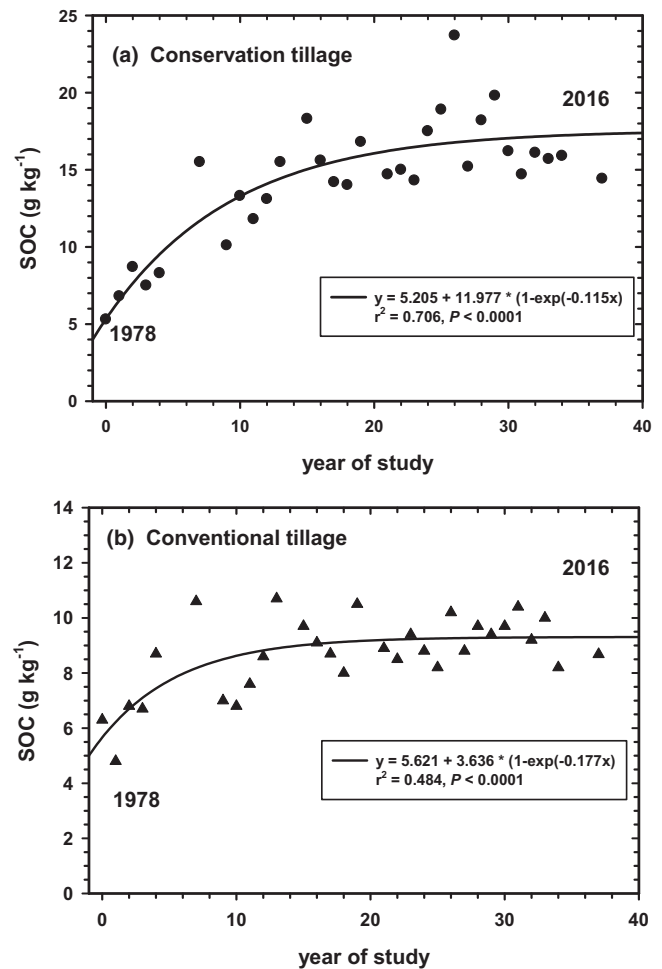 25
(a) Conservation tillage
20
2016
15
SOC (g kg⁻¹)
10
y = 5.205 + 11.977 * (1-exp(-0.115x)
r² = 0.706, P < 0.0001
5
1978
0
0 10 20 30 40
year of study
14
(b) Conventional tillage
12
2016
10
8
SOC (g kg⁻¹)
6
y = 5.621 + 3.636 * (1-exp(-0.177x)
r² = 0.484, P < 0.0001
4
1978
2
0
0 10 20 30 40
year of study